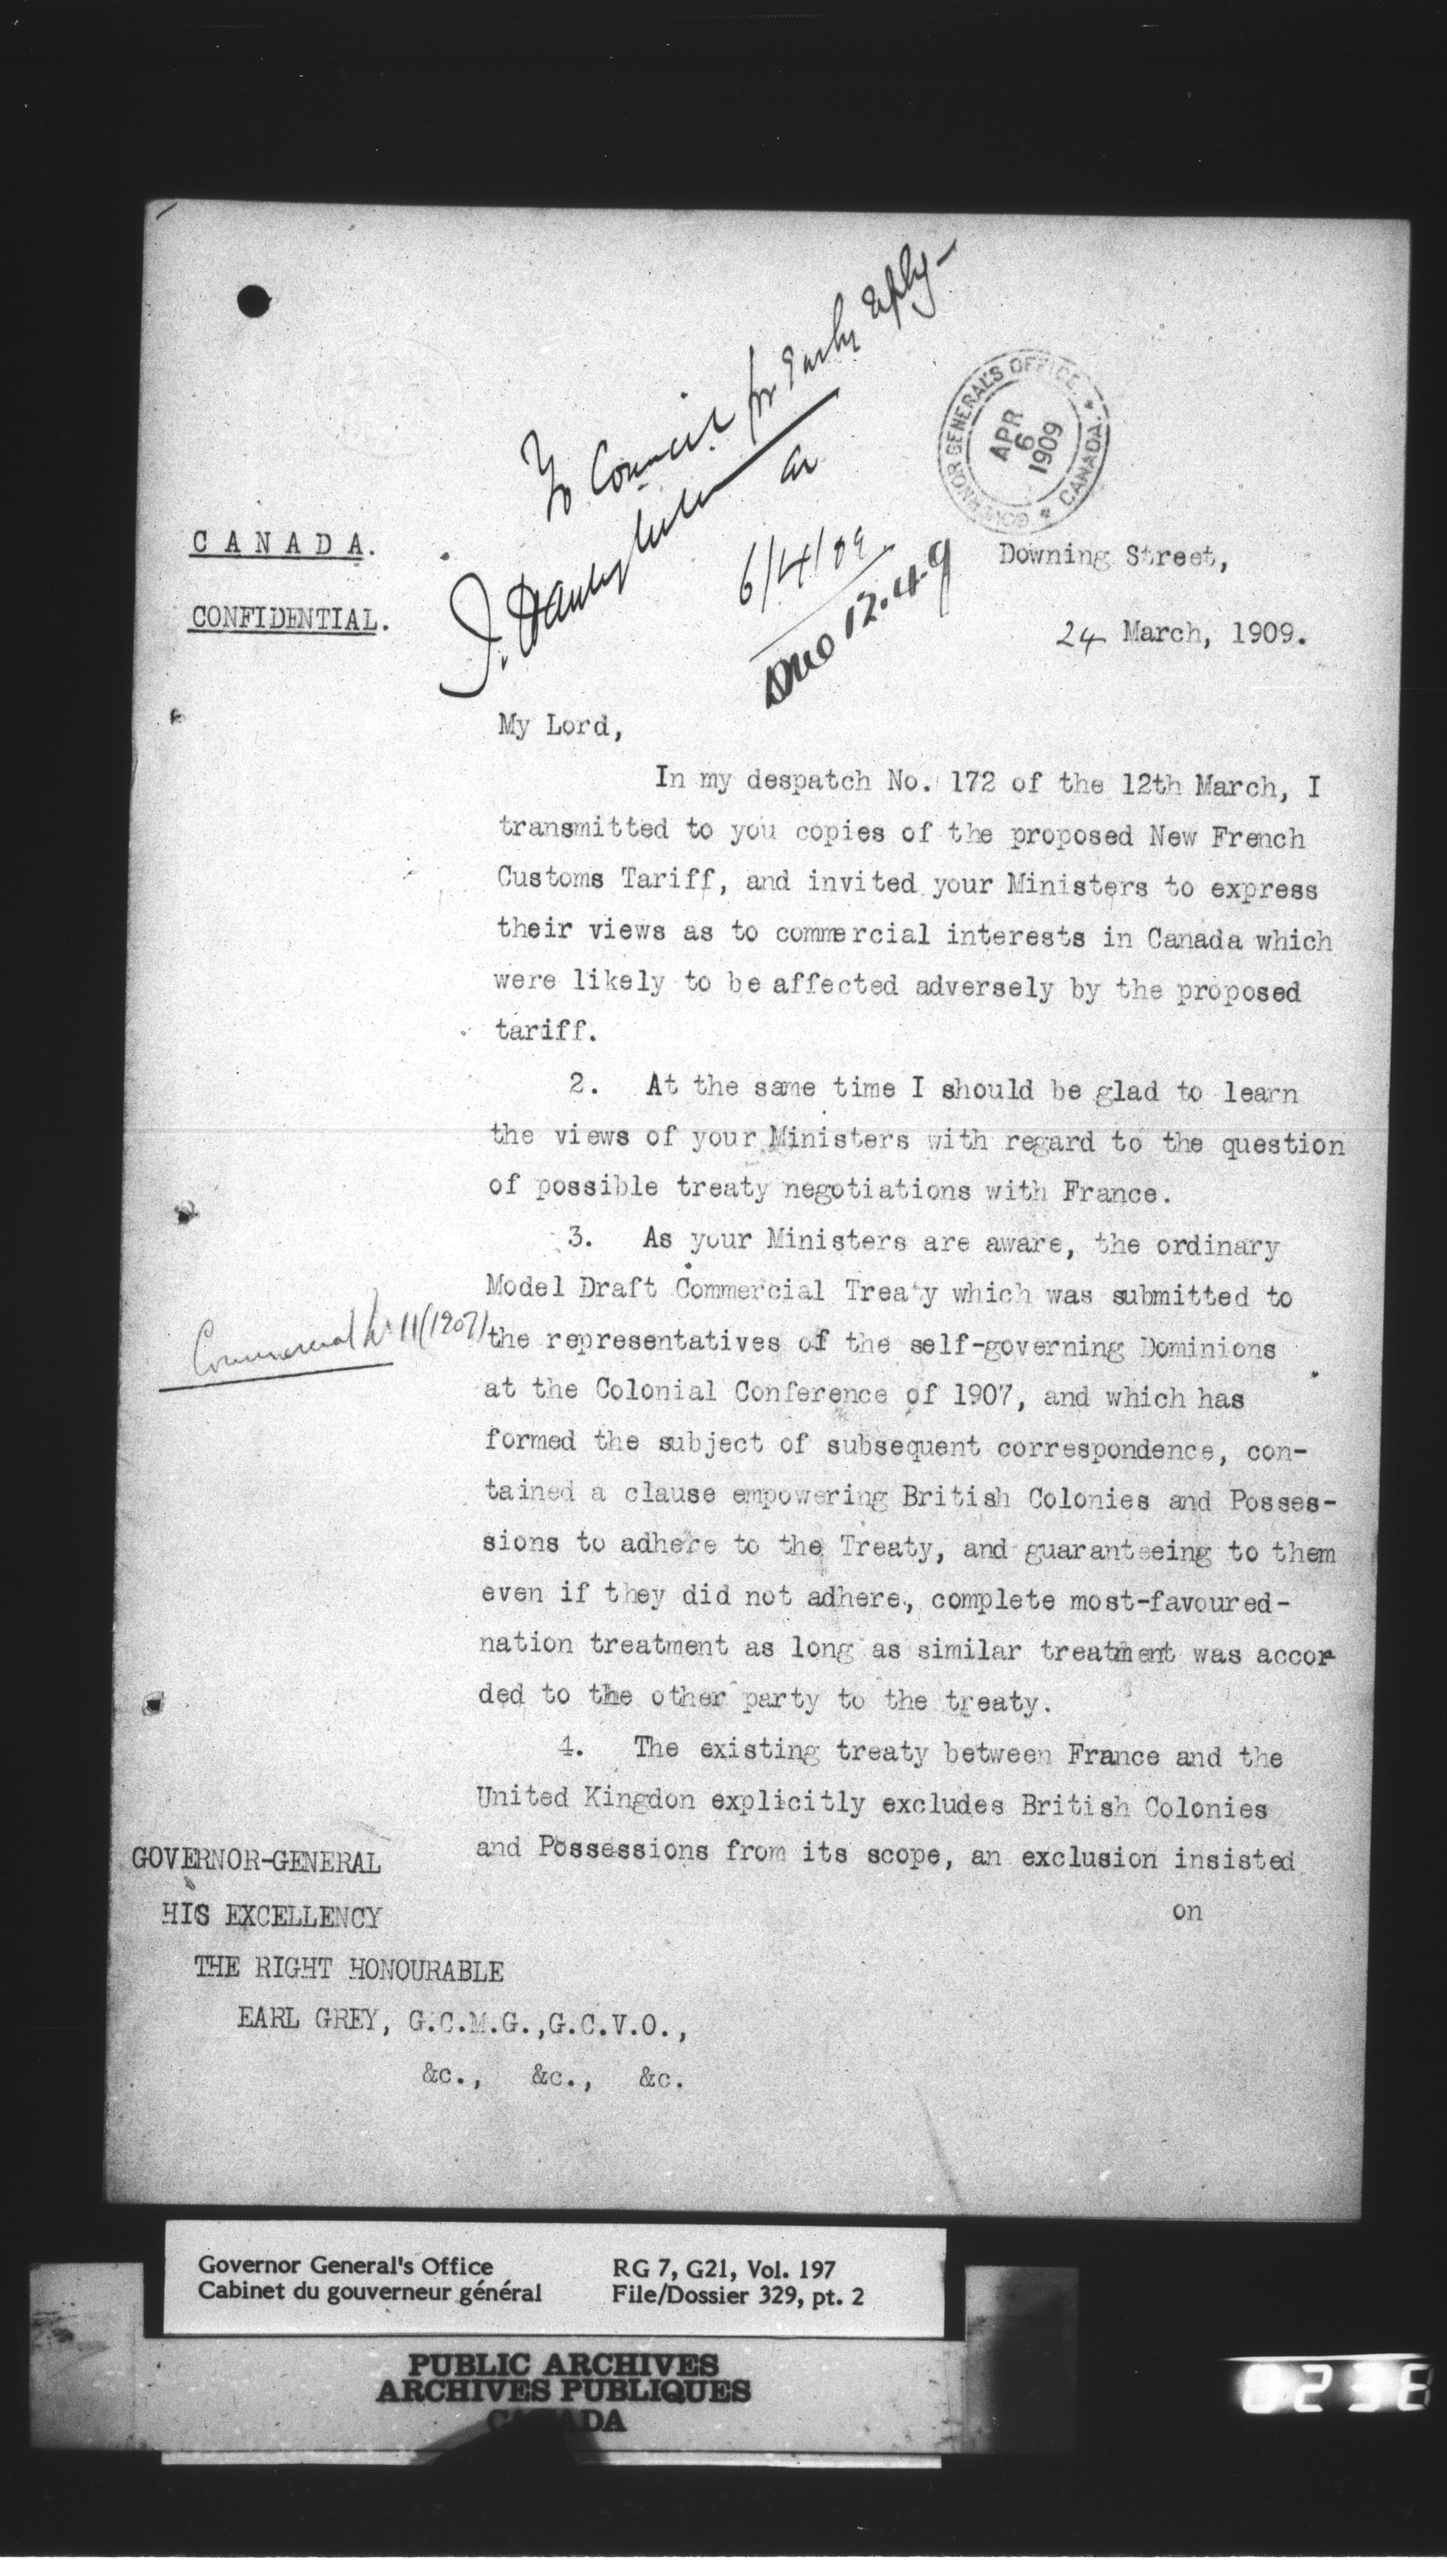 To Council for Early reply-
J. Hanbury Williams
6/4/09
12.4.9
GOVERNOR GENERAL'S OFFICE. * CANADA. *
APR
6
1909
CANADA.
CONFIDENTIAL.
Downing Street,
24 March, 1909.
My Lord,
In my despatch No. 172 of the 12th March, I
transmitted to you copies of the proposed New French
Customs Tariff, and invited your Ministers to express
their views as to commercial interests in Canada which
were likely to be affected adversely by the proposed
tariff.
2. At the same time I should be glad to learn
the views of your Ministers with regard to the question
of possible treaty negotiations with France.
3. As your Ministers are aware, the ordinary
Model Draft Commercial Treaty which was submitted to
Commercial No 11 (1907)
the representatives of the self-governing Dominions
at the Colonial Conference of 1907, and which has
formed the subject of subsequent correspondence, con-
tained a clause empowering British Colonies and Posses-
sions to adhere to the Treaty, and guaranteeing to them
even if they did not adhere, complete most-favoured-
nation treatment as long as similar treatment was accor-
ded to the other party to the treaty.
4. The existing treaty between France and the
United Kingdon explicitly excludes British Colonies
and Possessions from its scope, an exclusion insisted
on
GOVERNOR-GENERAL
HIS EXCELLENCY
THE RIGHT HONOURABLE
EARL GREY, G.C.M.G.,G.C.V.O.,
&c., &c., &c.
Governor General's Office
Cabinet du gouverneur général
RG 7, G21, Vol. 197
File/Dossier 329, pt. 2
PUBLIC ARCHIVES
ARCHIVES PUBLIQUES
CANADA
0236